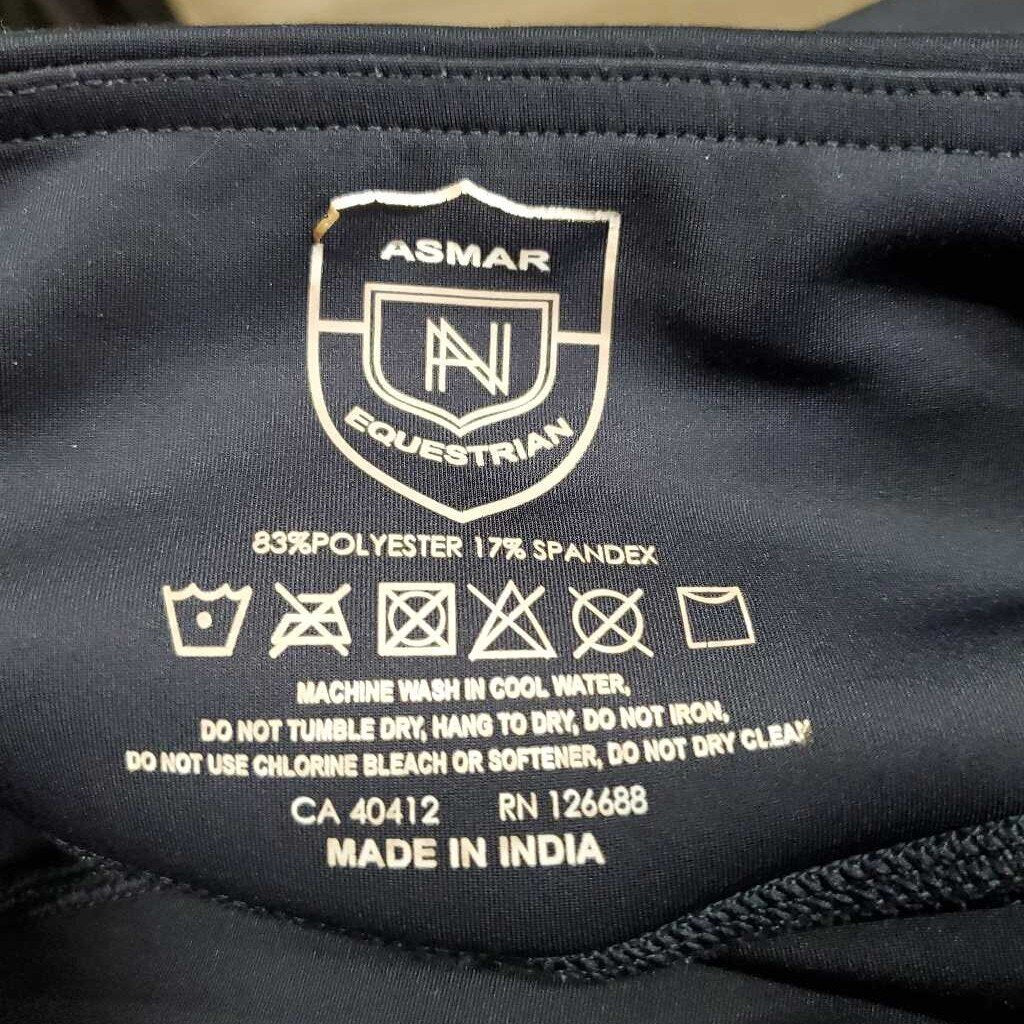 ASMAR
EQUESTRIAN
83%POLYESTER 17% SPANDEX
MACHINE WASH IN COOL WATER,
DO NOT TUMBLE DRY, HANG TO DRY, DO NOT IRON,
DO NOT USE CHLORINE BLEACH OR SOFTENER, DO NOT DRY CLEAN
CA 40412 RN 126688
MADE IN INDIA